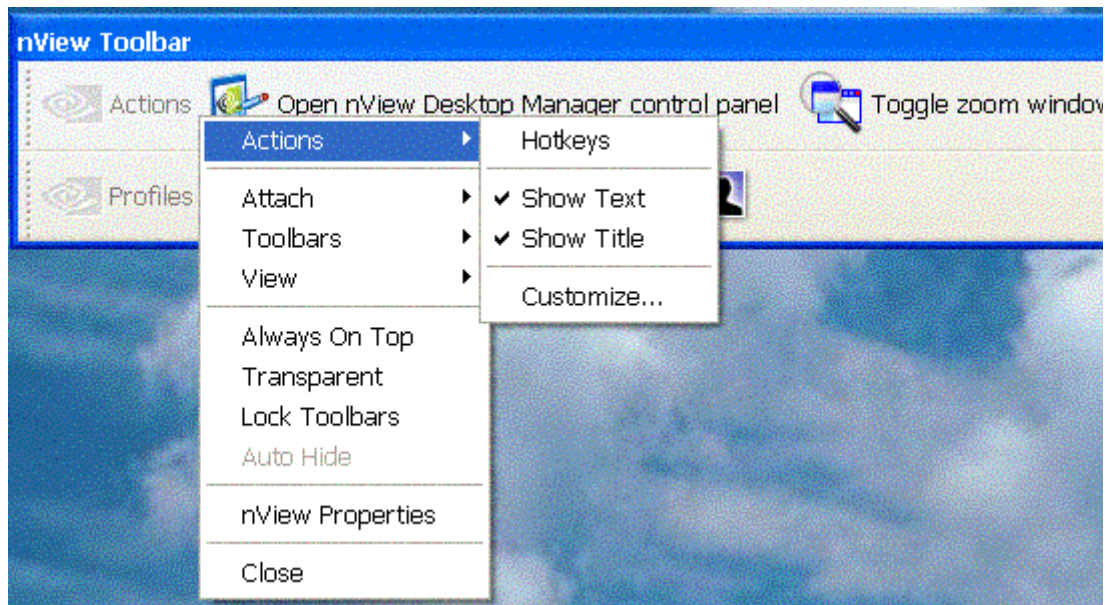 nView Toolbar
Actions Open nView Desktop Manager control panel Toggle zoom window
Profiles
Actions
Attach
Toolbars
View
Always On Top
Transparent
Lock Toolbars
Auto Hide
nView Properties
Close
Hotkeys
Show Text
Show Title
Customize...